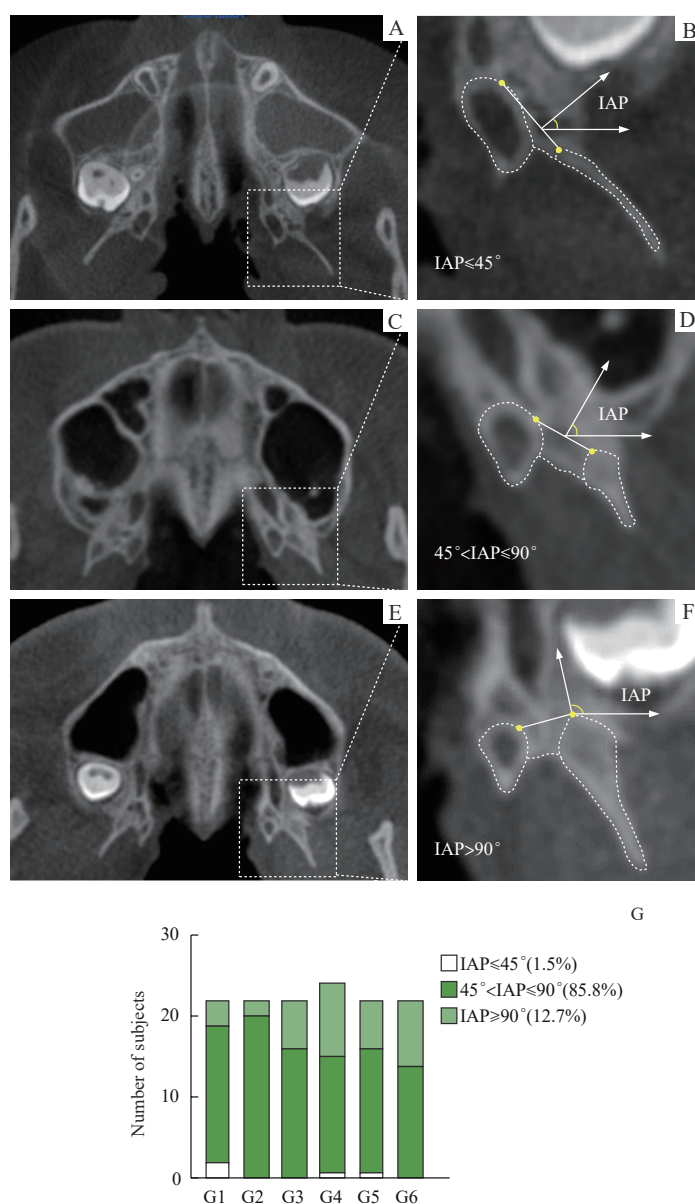 A
B
IAP
IAP≤45°
C
D
IAP
45°<IAP≤90°
E
F
IAP
IAP>90°
G
30
20
10
0
Number of subjects
IAP≤45°(1.5%)
45°<IAP≤90°(85.8%)
IAP≥90°(12.7%)
G1 G2 G3 G4 G5 G6